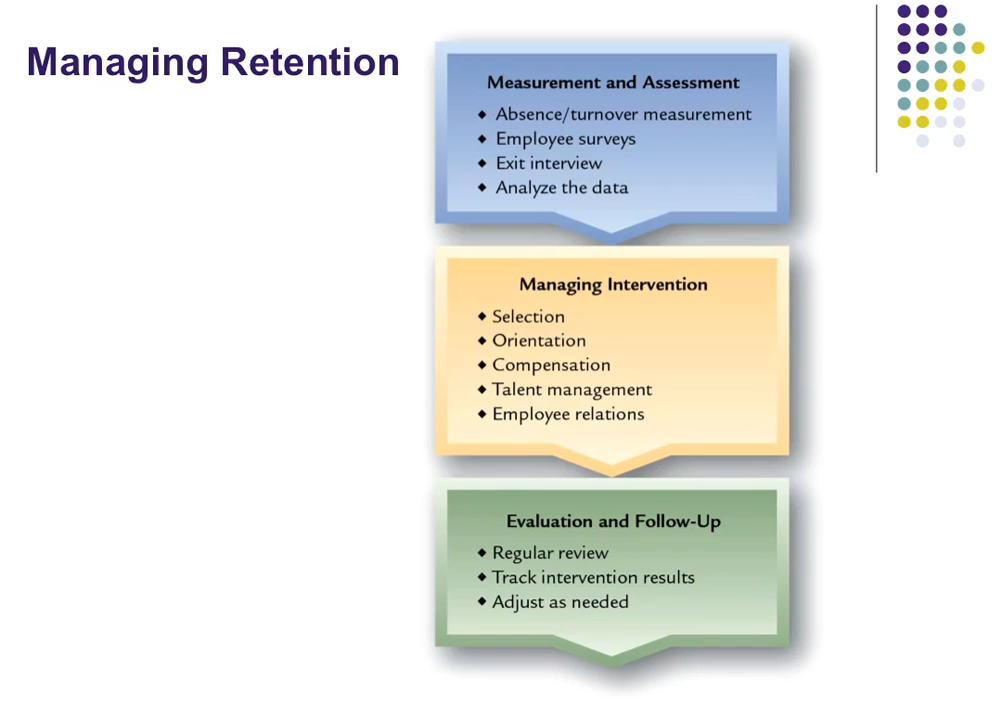 Managing Retention
Measurement and Assessment
◆ Absence/turnover measurement
◆ Employee surveys
◆ Exit interview
◆ Analyze the data
Managing Intervention
◆ Selection
◆ Orientation
◆ Compensation
◆ Talent management
◆ Employee relations
Evaluation and Follow-Up
◆ Regular review
◆ Track intervention results
◆ Adjust as needed